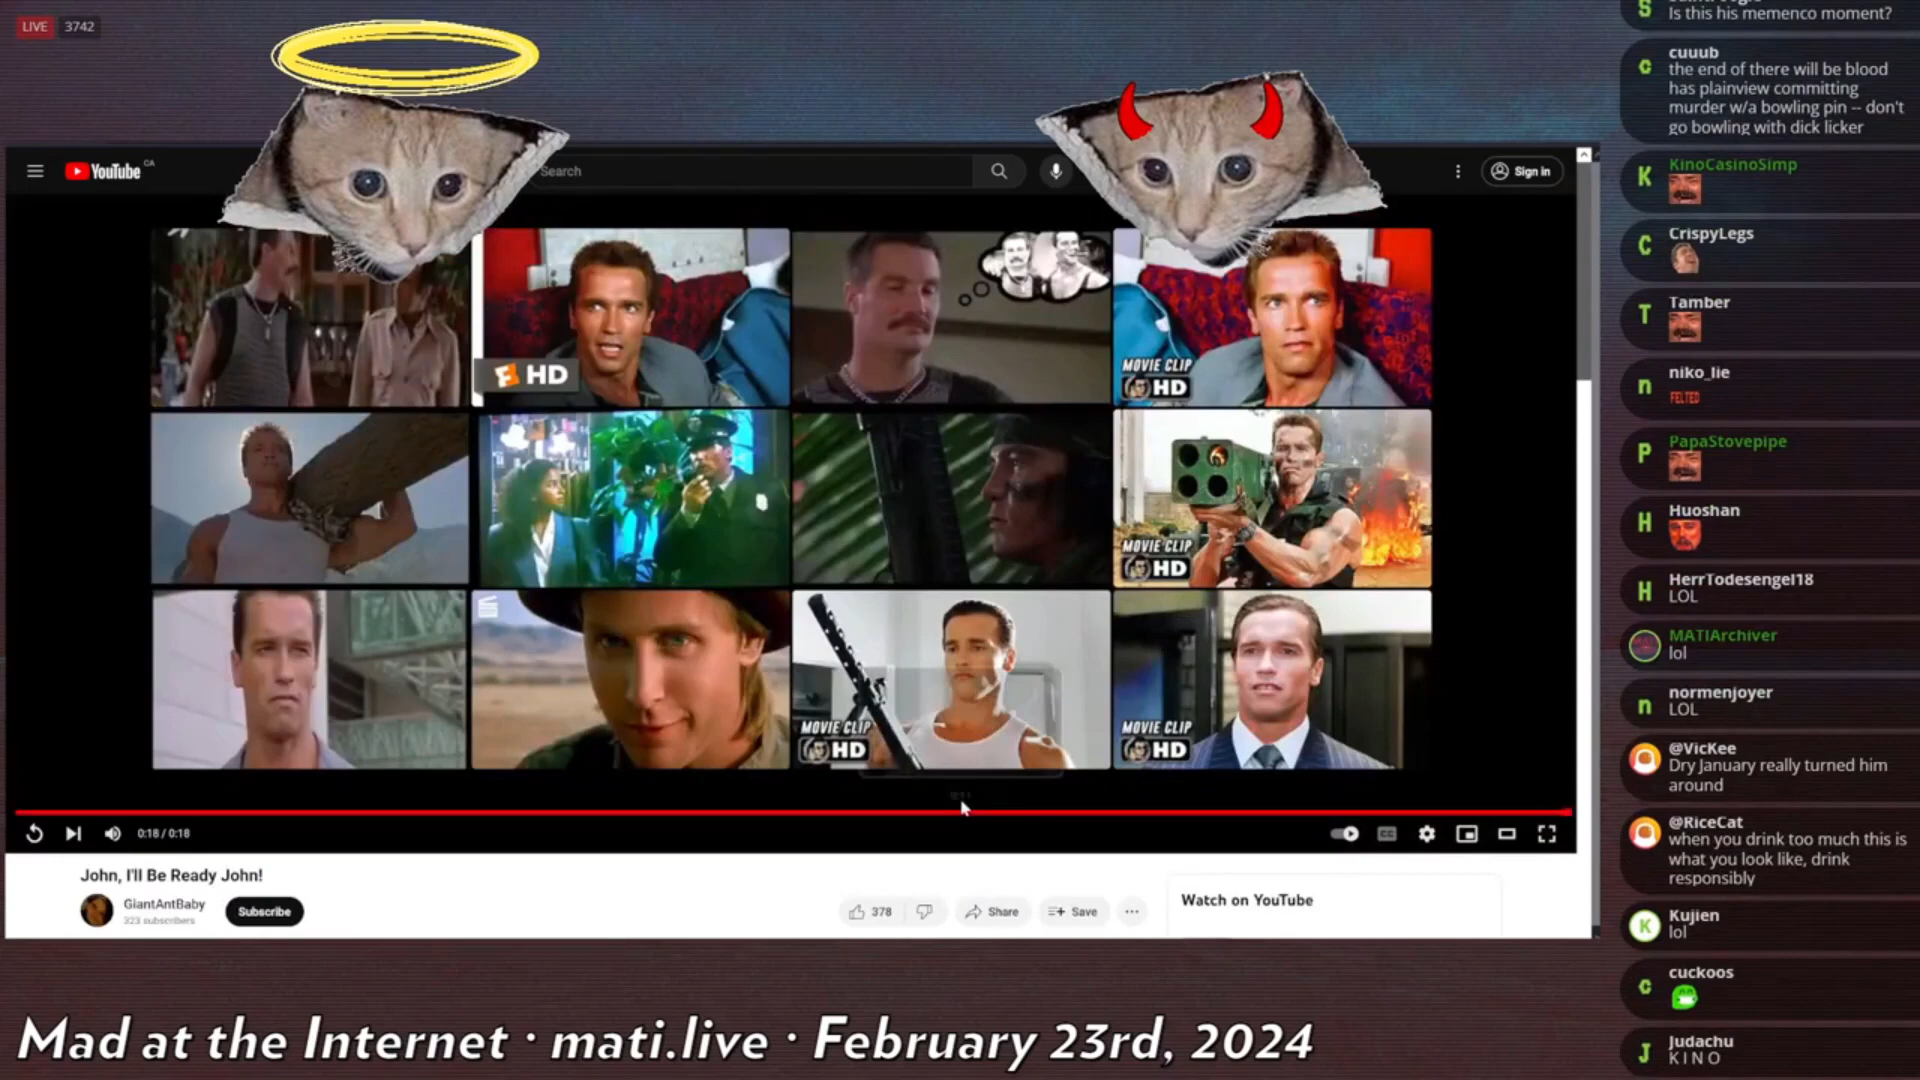 LIVE 3742
YouTube CA
Search
Sign in
HD
MOVIE CLIP
HD
MOVIE CLIP
HD
MOVIE CLIP
HD
MOVIE CLIP
HD
0:18 / 0:18
CC
John, I'll Be Ready John!
GiantAntBaby
323 subscribers
Subscribe
378
Share
Save
Watch on YouTube
Mad at the Internet · mati.live · February 23rd, 2024
S
Is this his memenco moment?
c
cuuub
the end of there will be blood
has plainview committing
murder w/a bowling pin -- don't
go bowling with dick licker
K
KinoCasinoSimp
C
CrispyLegs
T
Tamber
n
niko_lie
FELTED
P
PapaStovepipe
H
Huoshan
H
HerrTodesengel18
LOL
MATIArchiver
lol
n
normenjoyer
LOL
@VicKee
Dry January really turned him
around
@RiceCat
when you drink too much this is
what you look like, drink
responsibly
K
Kujien
lol
c
cuckoos
J
Judachu
K I N O